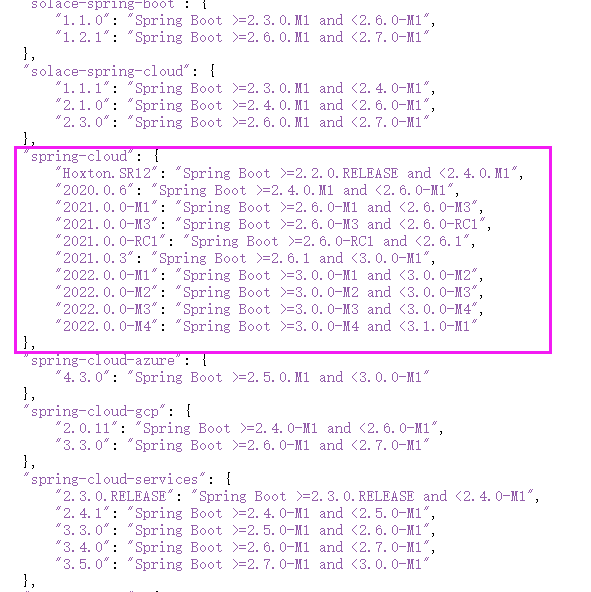 "solace-spring-boot": {
"1.1.0": "Spring Boot >=2.3.0.M1 and <2.6.0-M1",
"1.2.1": "Spring Boot >=2.6.0-M1 and <2.7.0-M1"
},
"solace-spring-cloud": {
"1.1.1": "Spring Boot >=2.3.0.M1 and <2.4.0-M1",
"2.1.0": "Spring Boot >=2.4.0.M1 and <2.6.0-M1",
"2.3.0": "Spring Boot >=2.6.0-M1 and <2.7.0-M1"
},
"spring-cloud": {
"Hoxton.SR12": "Spring Boot >=2.2.0.RELEASE and <2.4.0.M1",
"2020.0.6": "Spring Boot >=2.4.0.M1 and <2.6.0-M1",
"2021.0.0-M1": "Spring Boot >=2.6.0-M1 and <2.6.0-M3",
"2021.0.0-M3": "Spring Boot >=2.6.0-M3 and <2.6.0-RC1",
"2021.0.0-RC1": "Spring Boot >=2.6.0-RC1 and <2.6.1",
"2021.0.3": "Spring Boot >=2.6.1 and <3.0.0-M1",
"2022.0.0-M1": "Spring Boot >=3.0.0-M1 and <3.0.0-M2",
"2022.0.0-M2": "Spring Boot >=3.0.0-M2 and <3.0.0-M3",
"2022.0.0-M3": "Spring Boot >=3.0.0-M3 and <3.0.0-M4",
"2022.0.0-M4": "Spring Boot >=3.0.0-M4 and <3.1.0-M1"
},
"spring-cloud-azure": {
"4.3.0": "Spring Boot >=2.5.0.M1 and <3.0.0-M1"
},
"spring-cloud-gcp": {
"2.0.11": "Spring Boot >=2.4.0-M1 and <2.6.0-M1",
"3.3.0": "Spring Boot >=2.6.0-M1 and <2.7.0-M1"
},
"spring-cloud-services": {
"2.3.0.RELEASE": "Spring Boot >=2.3.0.RELEASE and <2.4.0-M1",
"2.4.1": "Spring Boot >=2.4.0-M1 and <2.5.0-M1",
"3.3.0": "Spring Boot >=2.5.0-M1 and <2.6.0-M1",
"3.4.0": "Spring Boot >=2.6.0-M1 and <2.7.0-M1",
"3.5.0": "Spring Boot >=2.7.0-M1 and <3.0.0-M1"
},